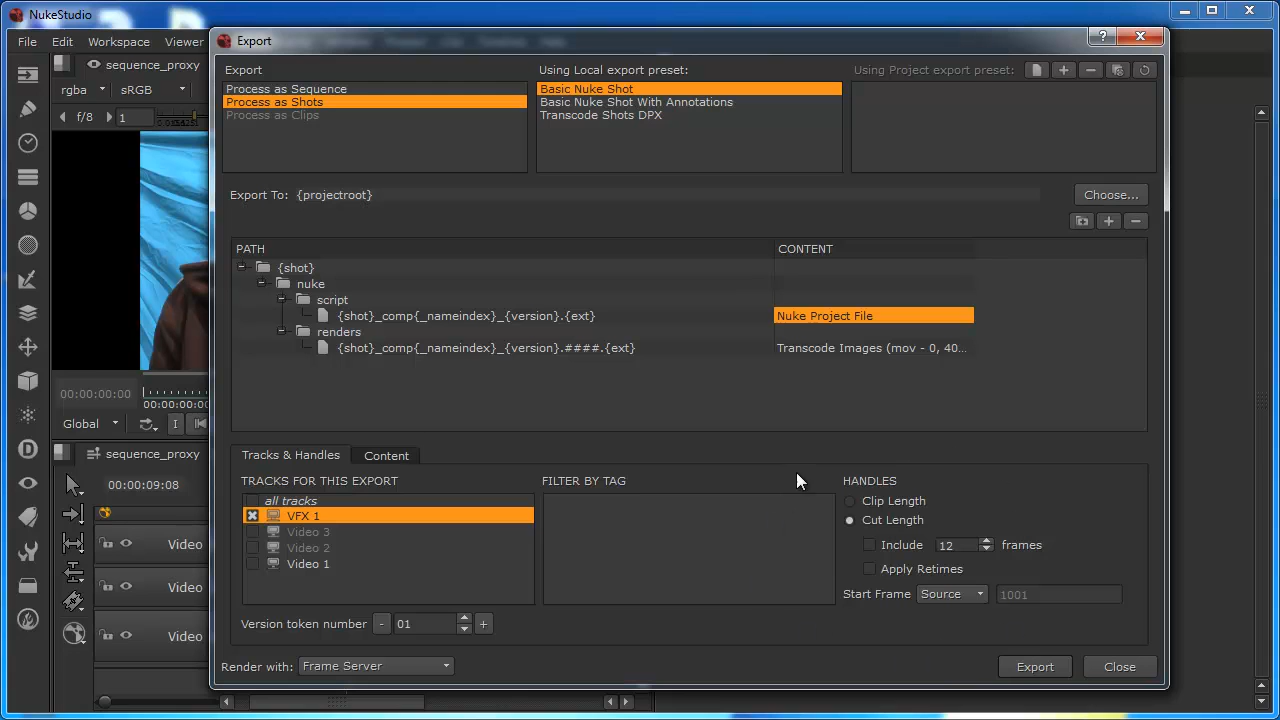 NukeStudio
File Edit Workspace Viewer
sequence_proxy
rgba sRGB
f/8 1
00:00:00:00
00:00:00:00
Global I
sequence_proxy
00:00:09:08
Video
Video
Video
Export
Export
Process as Sequence
Process as Shots
Process as Clips
Using Local export preset:
Basic Nuke Shot
Basic Nuke Shot With Annotations
Transcode Shots DPX
Using Project export preset:
Export To: {projectroot}
Choose...
PATH CONTENT
{shot}
nuke
script
{shot}_comp{_nameindex}_{version}.{ext} Nuke Project File
renders
{shot}_comp{_nameindex}_{version}.####.{ext} Transcode Images (mov - 0, 40...
Tracks & Handles Content
TRACKS FOR THIS EXPORT
all tracks
VFX 1
Video 3
Video 2
Video 1
FILTER BY TAG
HANDLES
Clip Length
Cut Length
Include 12 frames
Apply Retimes
Start Frame Source 1001
Version token number - 01 +
Render with: Frame Server
Export Close